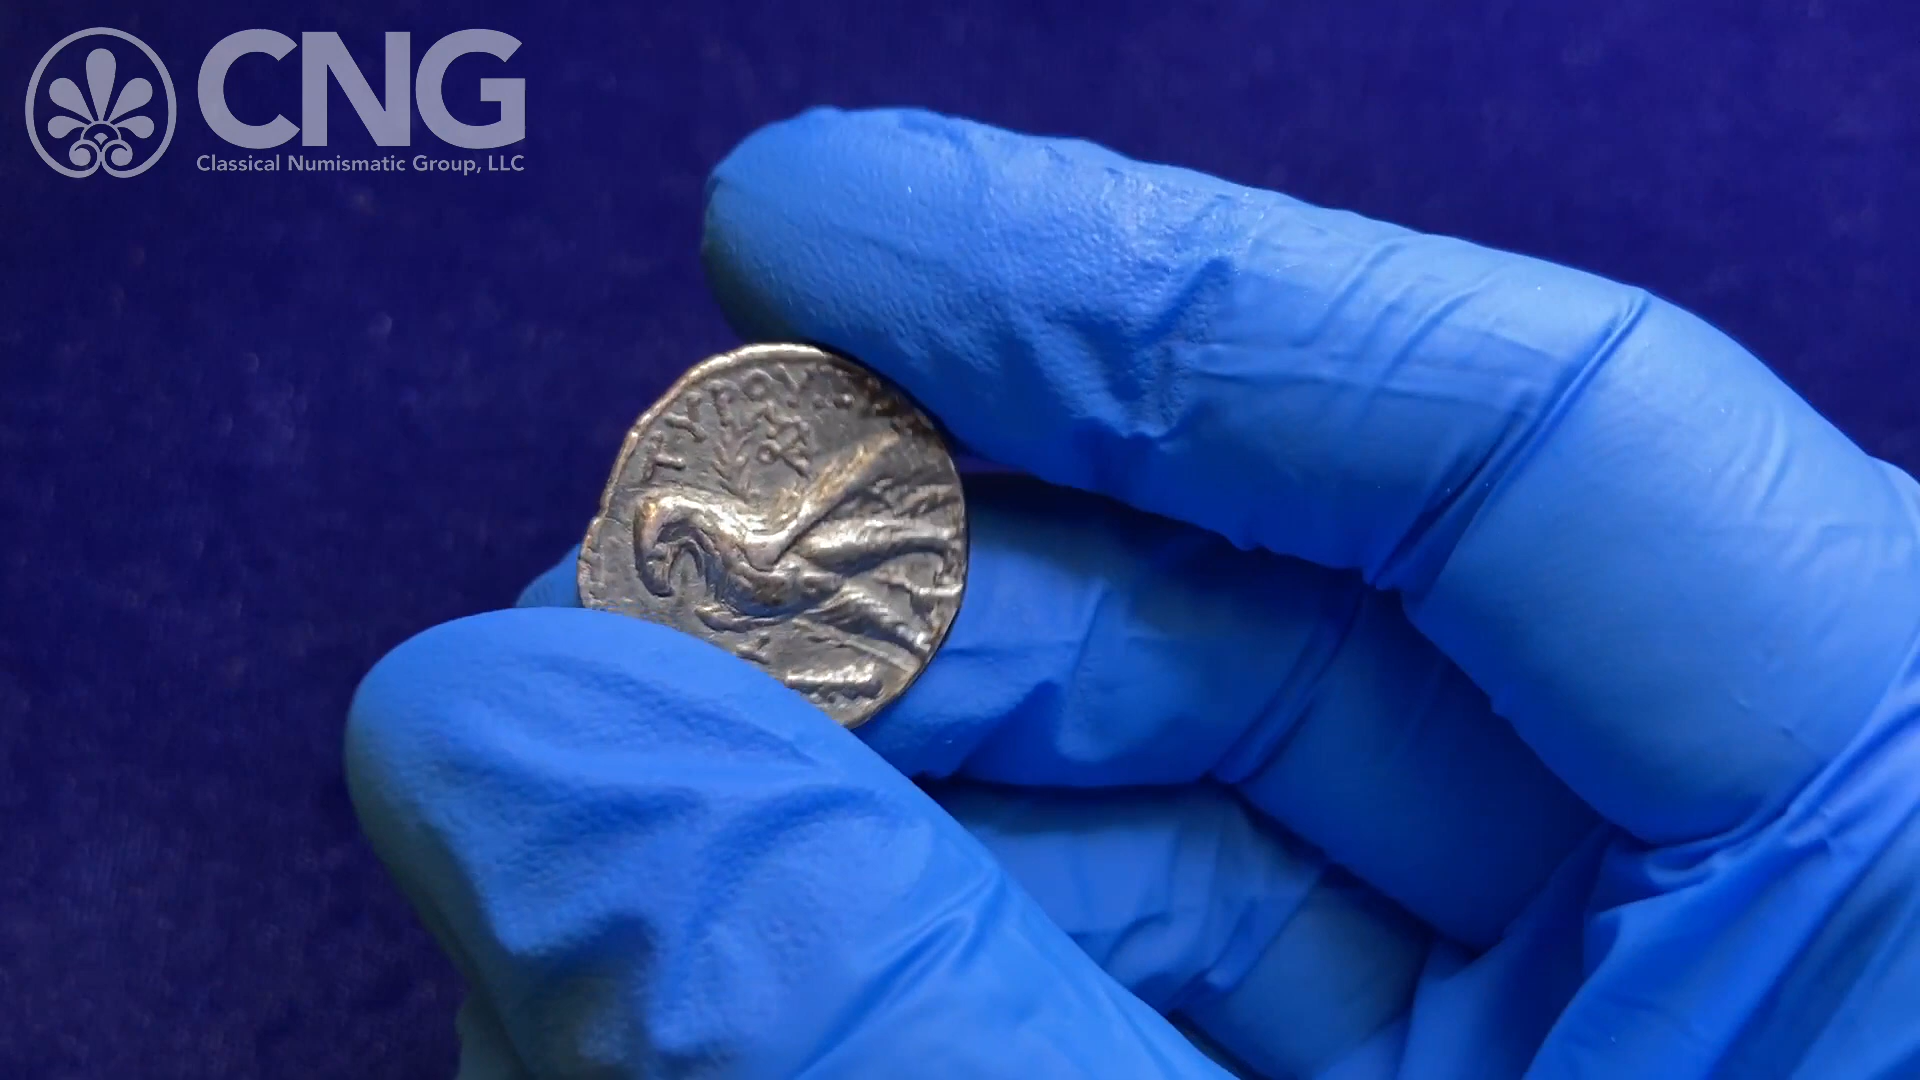 CNG
Classical Numismatic Group, LLC
ΤΥΡΟΥ